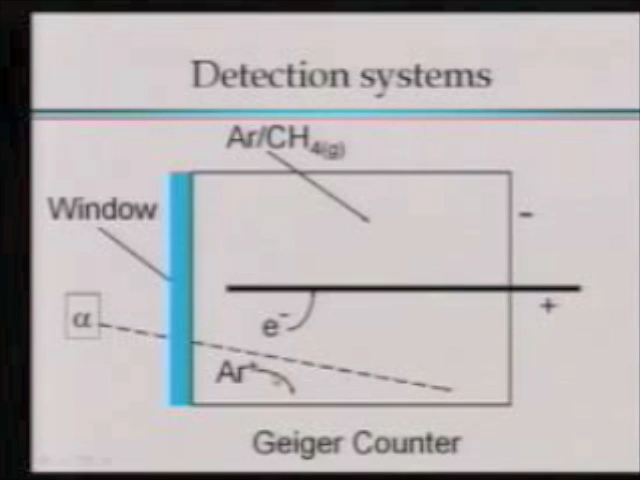 Detection systems
Ar/CH4(g)
Window
-
α
+
e-
Ar+
Geiger Counter